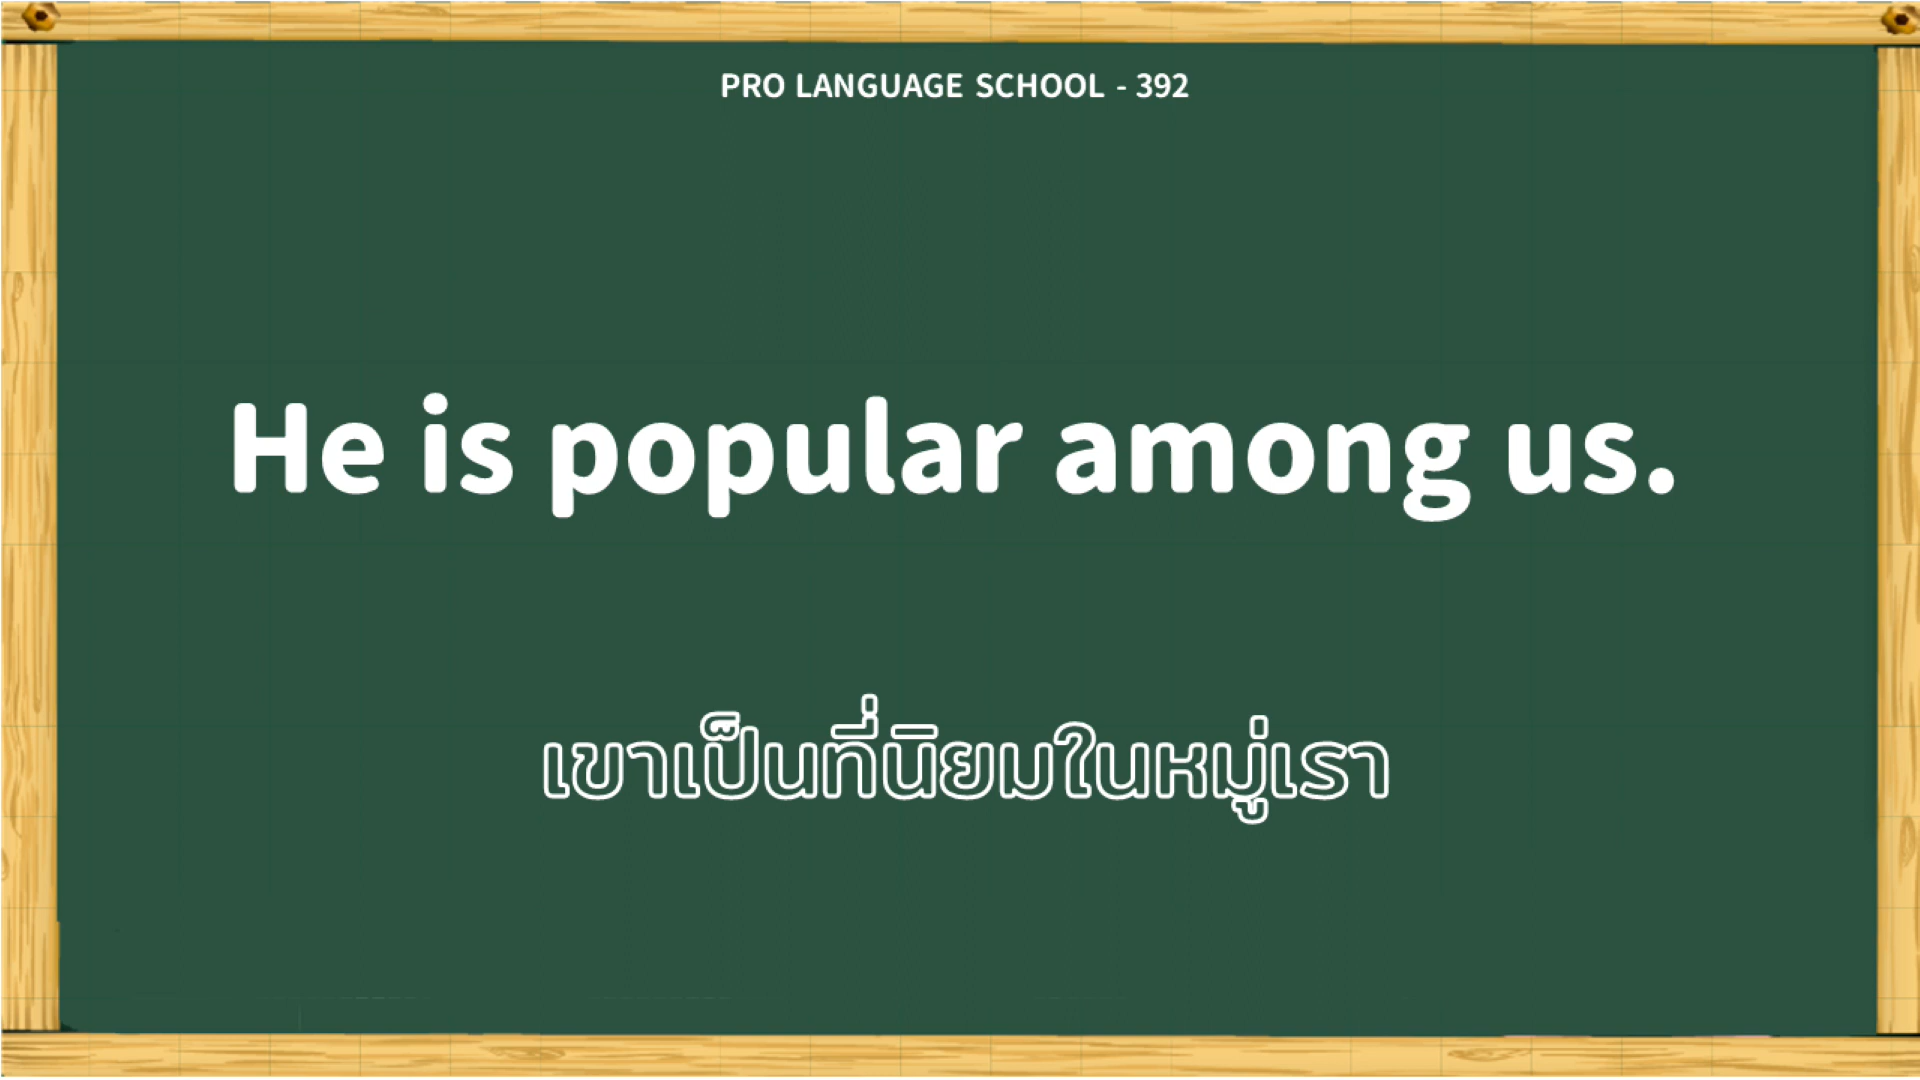 PRO LANGUAGE SCHOOL - 392
He is popular among us.
เขาเป็นที่นิยมในหมู่เรา